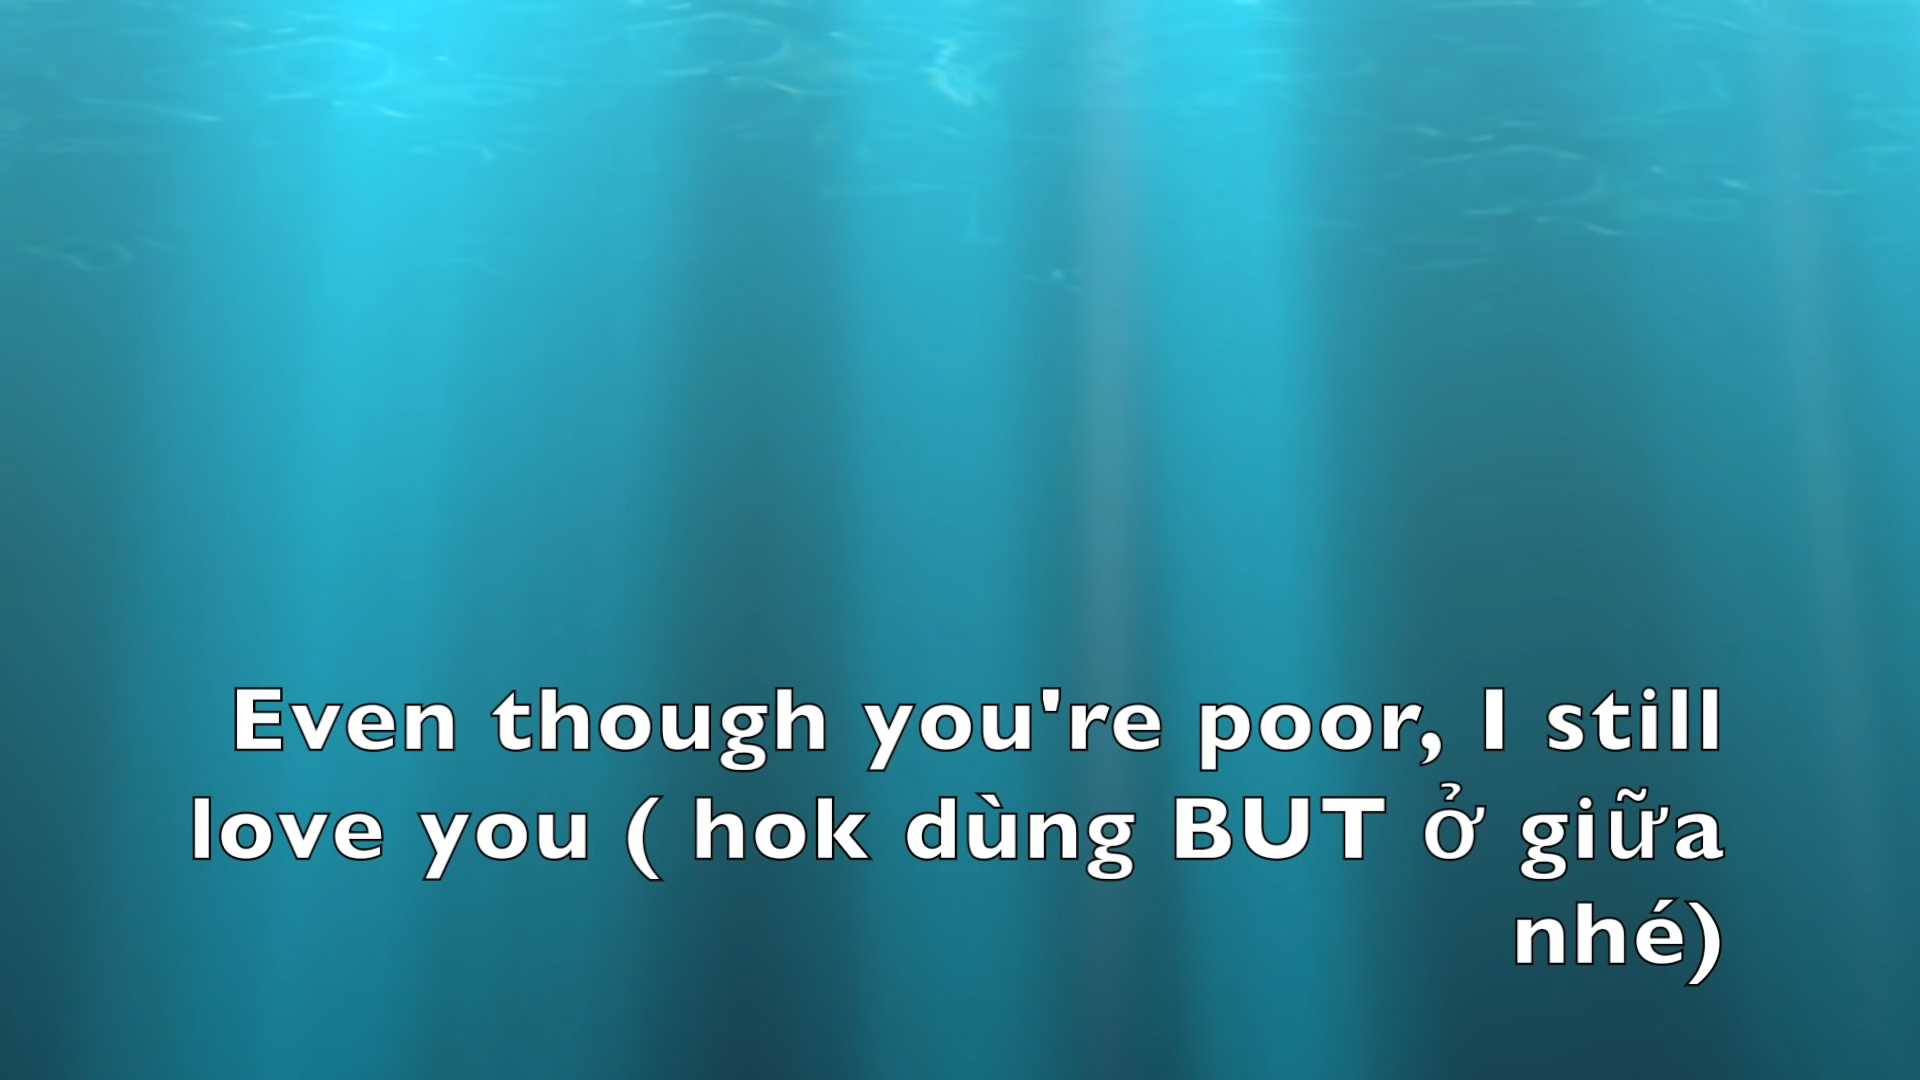 Even though you're poor, I still
love you ( hok dùng BUT ở giữa
nhé)